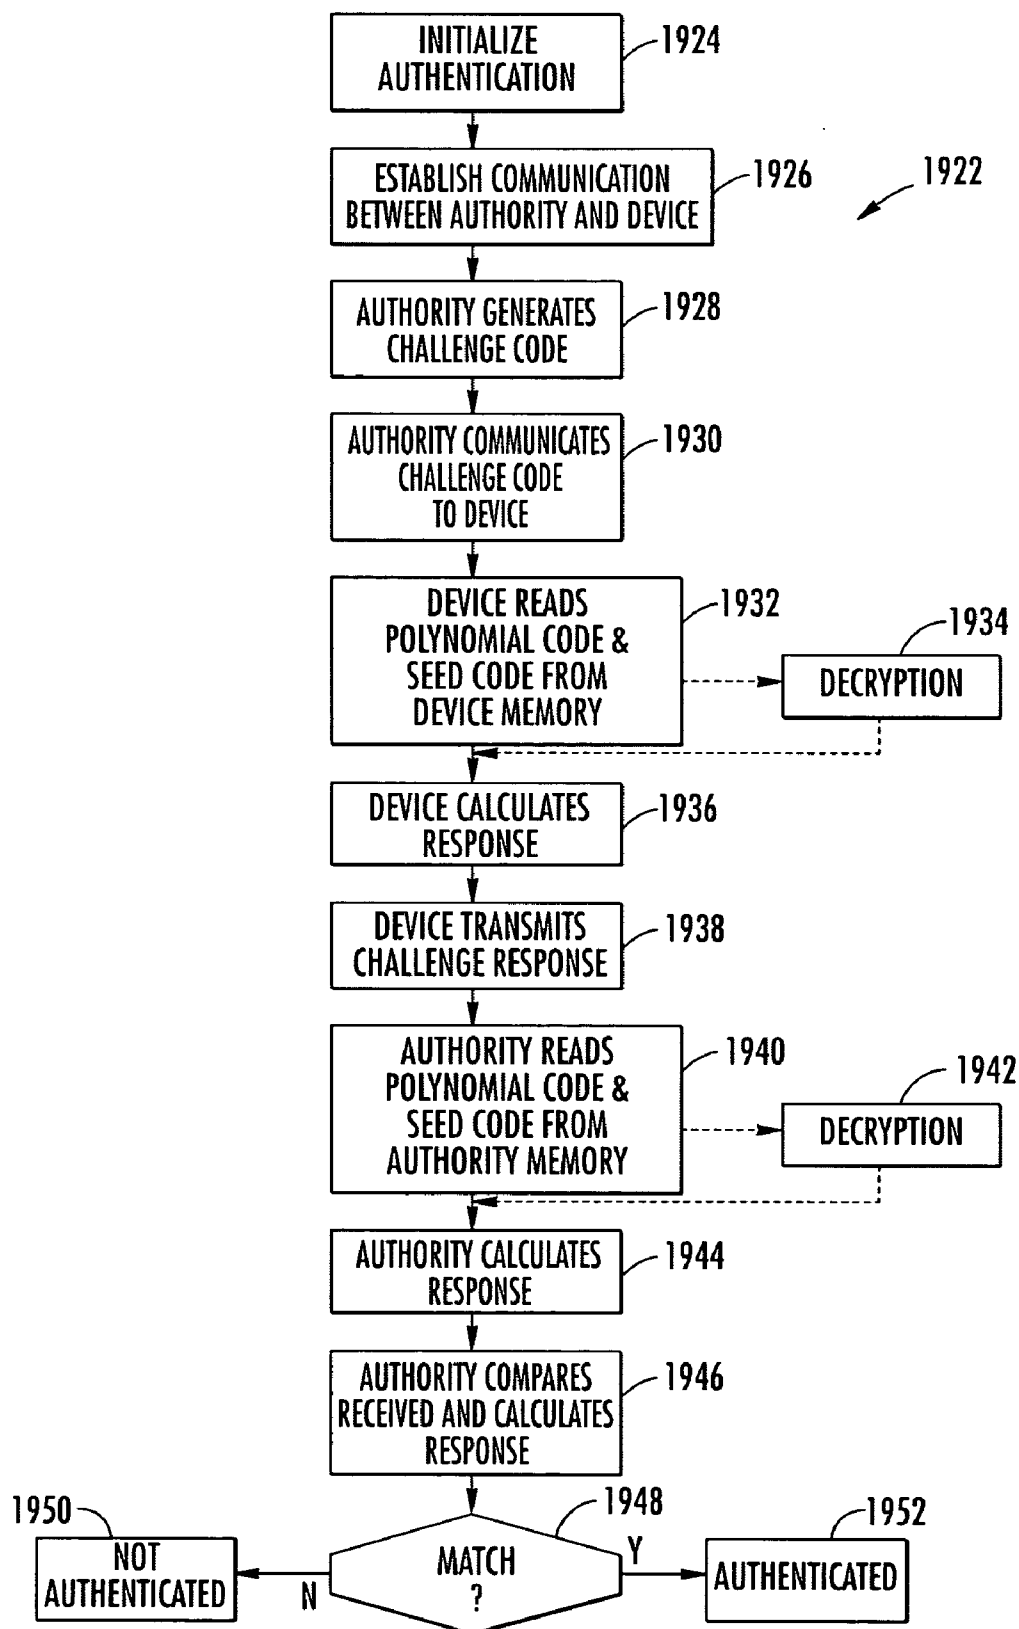 INITIALIZE
AUTHENTICATION
1924
ESTABLISH COMMUNICATION
BETWEEN AUTHORITY AND DEVICE
1926
1922
AUTHORITY GENERATES
CHALLENGE CODE
1928
AUTHORITY COMMUNICATES
CHALLENGE CODE
TO DEVICE
1930
DEVICE READS
POLYNOMIAL CODE &
SEED CODE FROM
DEVICE MEMORY
1932
1934
DECRYPTION
DEVICE CALCULATES
RESPONSE
1936
DEVICE TRANSMITS
CHALLENGE RESPONSE
1938
AUTHORITY READS
POLYNOMIAL CODE &
SEED CODE FROM
AUTHORITY MEMORY
1940
1942
DECRYPTION
AUTHORITY CALCULATES
RESPONSE
1944
AUTHORITY COMPARES
RECEIVED AND CALCULATES
RESPONSE
1946
1948
MATCH
?
N
Y
1950
NOT
AUTHENTICATED
1952
AUTHENTICATED